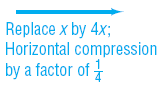 Replace x by 4x;
Horizontal compression
by a factor of 1/4